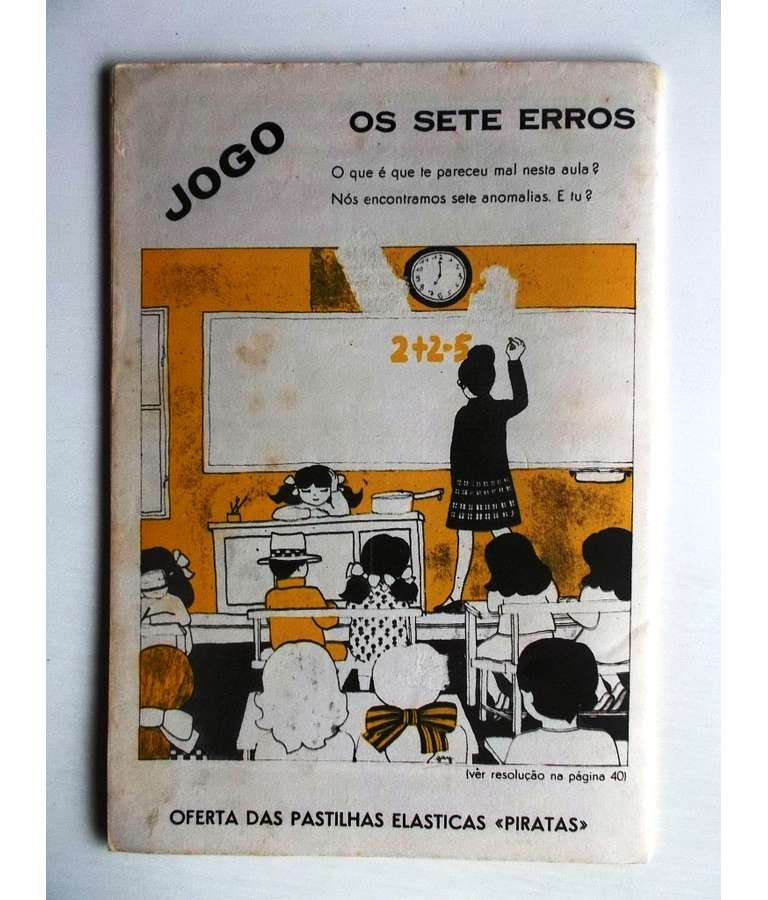 JOGO
OS SETE ERROS
O que é que te pareceu mal nesta aula?
Nós encontramos sete anomalias. E tu?
2+2=5
(vêr resolução na página 40)
OFERTA DAS PASTILHAS ELASTICAS «PIRATAS»